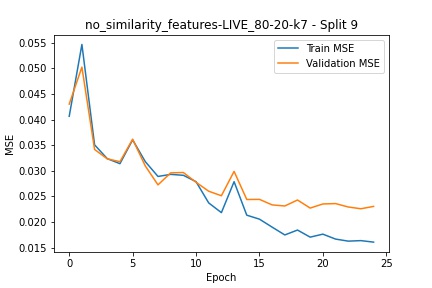 no_similarity_features-LIVE_80-20-k7 - Split 9
Train MSE
Validation MSE
MSE
0.055
0.050
0.045
0.040
0.035
0.030
0.025
0.020
0.015
0 5 10 15 20 25
Epoch